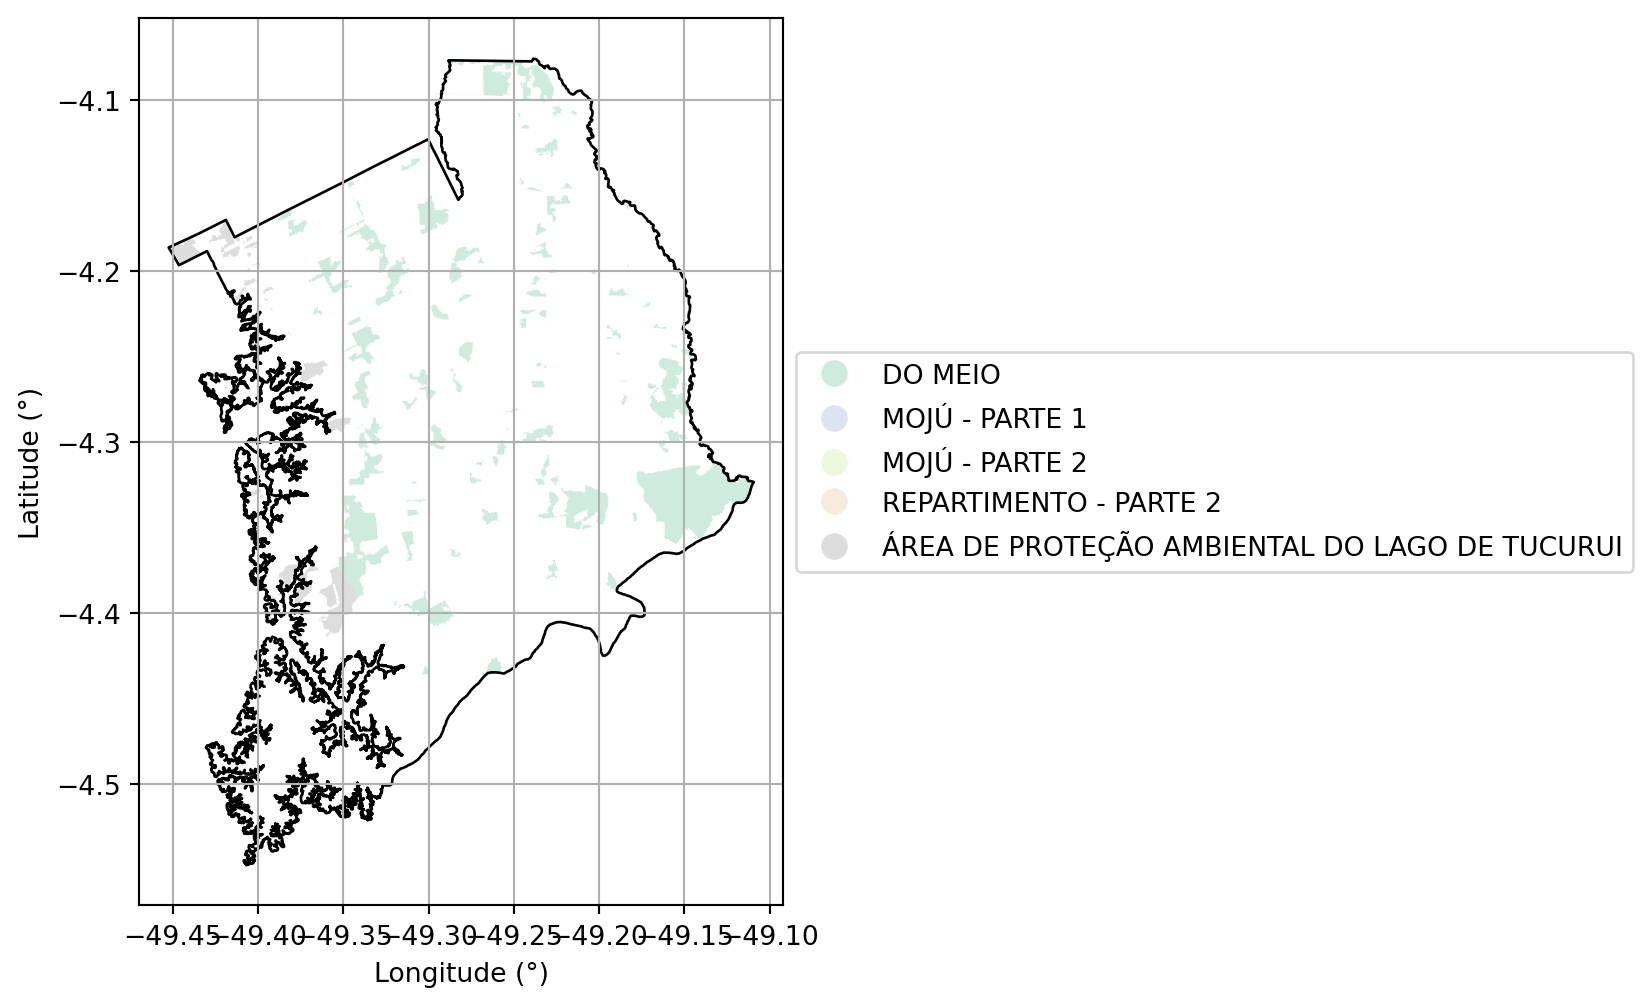 −4.1
−4.2
−4.3
−4.4
−4.5
Latitude (°)
−49.45 −49.40 −49.35 −49.30 −49.25 −49.20 −49.15 −49.10
Longitude (°)
DO MEIO
MOJÚ - PARTE 1
MOJÚ - PARTE 2
REPARTIMENTO - PARTE 2
ÁREA DE PROTEÇÃO AMBIENTAL DO LAGO DE TUCURUI